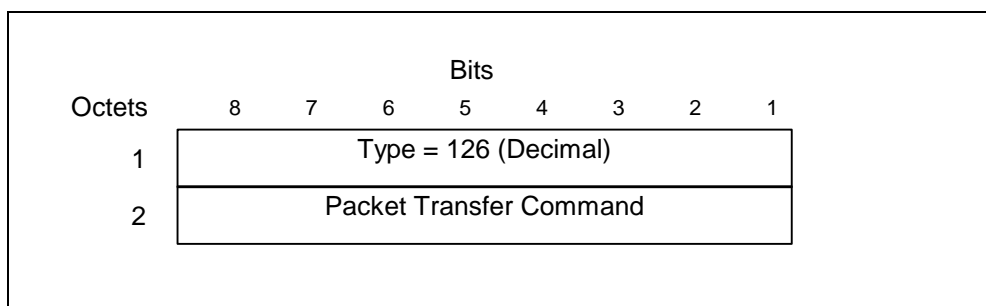 Bits
Octets 8 7 6 5 4 3 2 1
1 Type = 126 (Decimal)
2 Packet Transfer Command